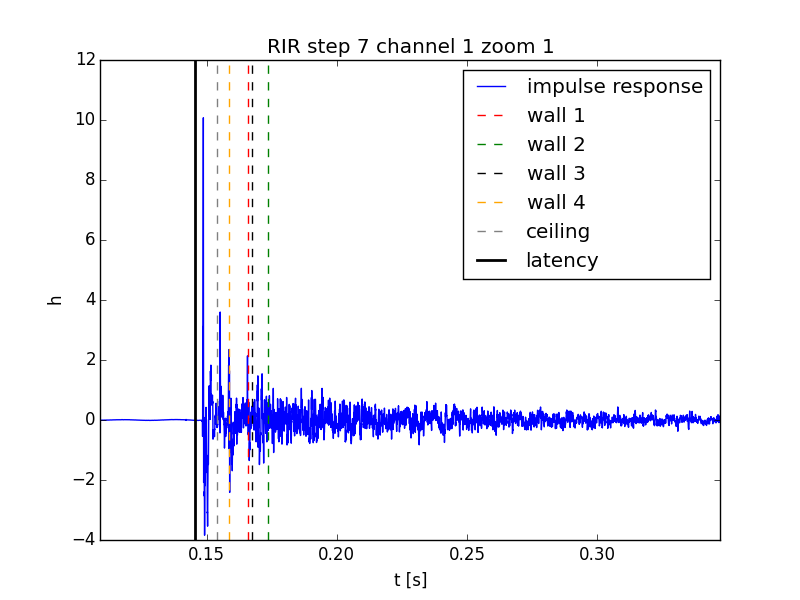 RIR step 7 channel 1 zoom 1
12
10
8
6
4
2
0
−2
−4
h
0.15
0.20
0.25
0.30
t [s]
impulse response
wall 1
wall 2
wall 3
wall 4
ceiling
latency